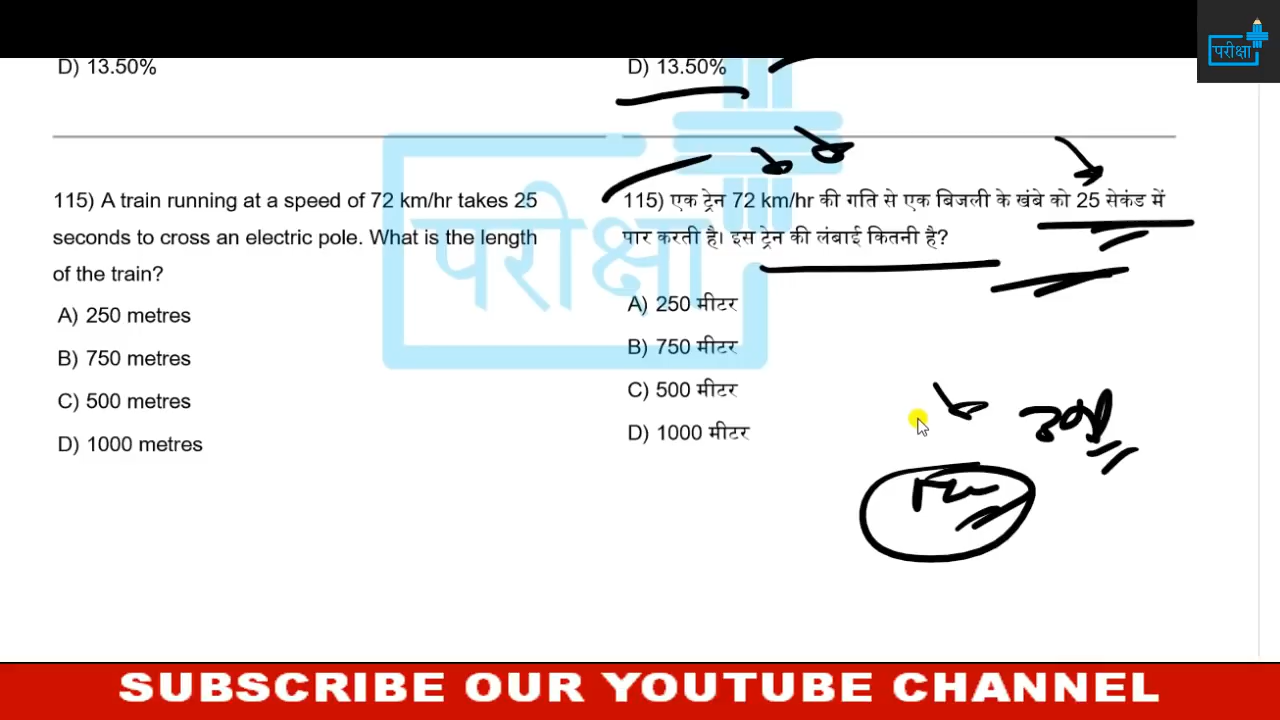 परीक्षा
D) 13.50%
D) 13.50%
115) A train running at a speed of 72 km/hr takes 25
seconds to cross an electric pole. What is the length
of the train?
A) 250 metres
B) 750 metres
C) 500 metres
D) 1000 metres
115) एक ट्रेन 72 km/hr की गति से एक बिजली के खंबे को 25 सेकंड में
पार करती है। इस ट्रेन की लंबाई कितनी है?
A) 250 मीटर
B) 750 मीटर
C) 500 मीटर
D) 1000 मीटर
परीक्षा
SUBSCRIBE OUR YOUTUBE CHANNEL